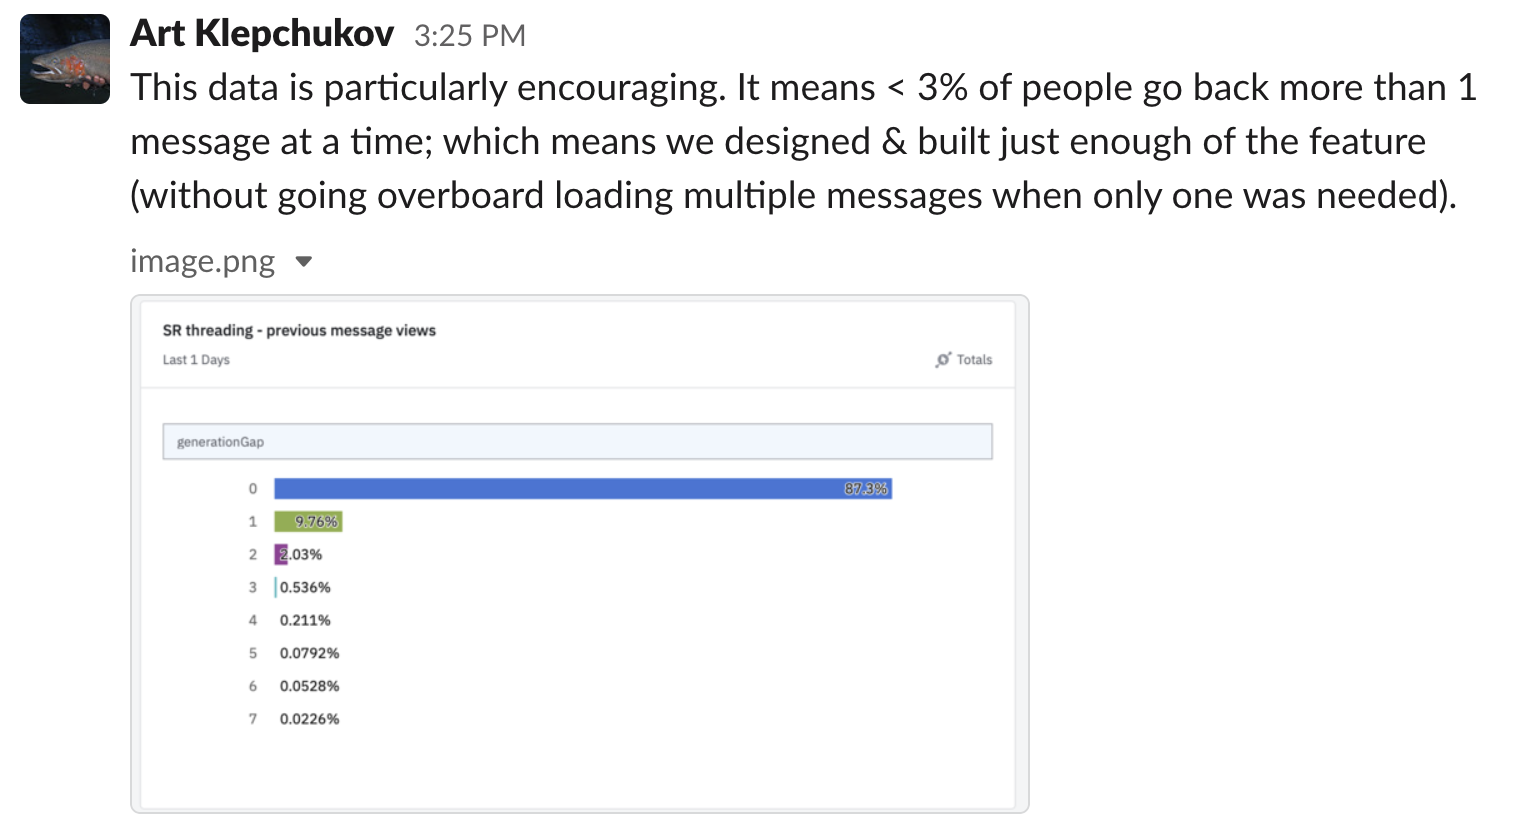 Art Klepchukov 3:25 PM
This data is particularly encouraging. It means < 3% of people go back more than 1
message at a time; which means we designed & built just enough of the feature
(without going overboard loading multiple messages when only one was needed).
image.png
SR threading - previous message views
Last 1 Days
Totals
generationGap
0 87.3%
1 9.76%
2 2.03%
3 0.536%
4 0.211%
5 0.0792%
6 0.0528%
7 0.0226%